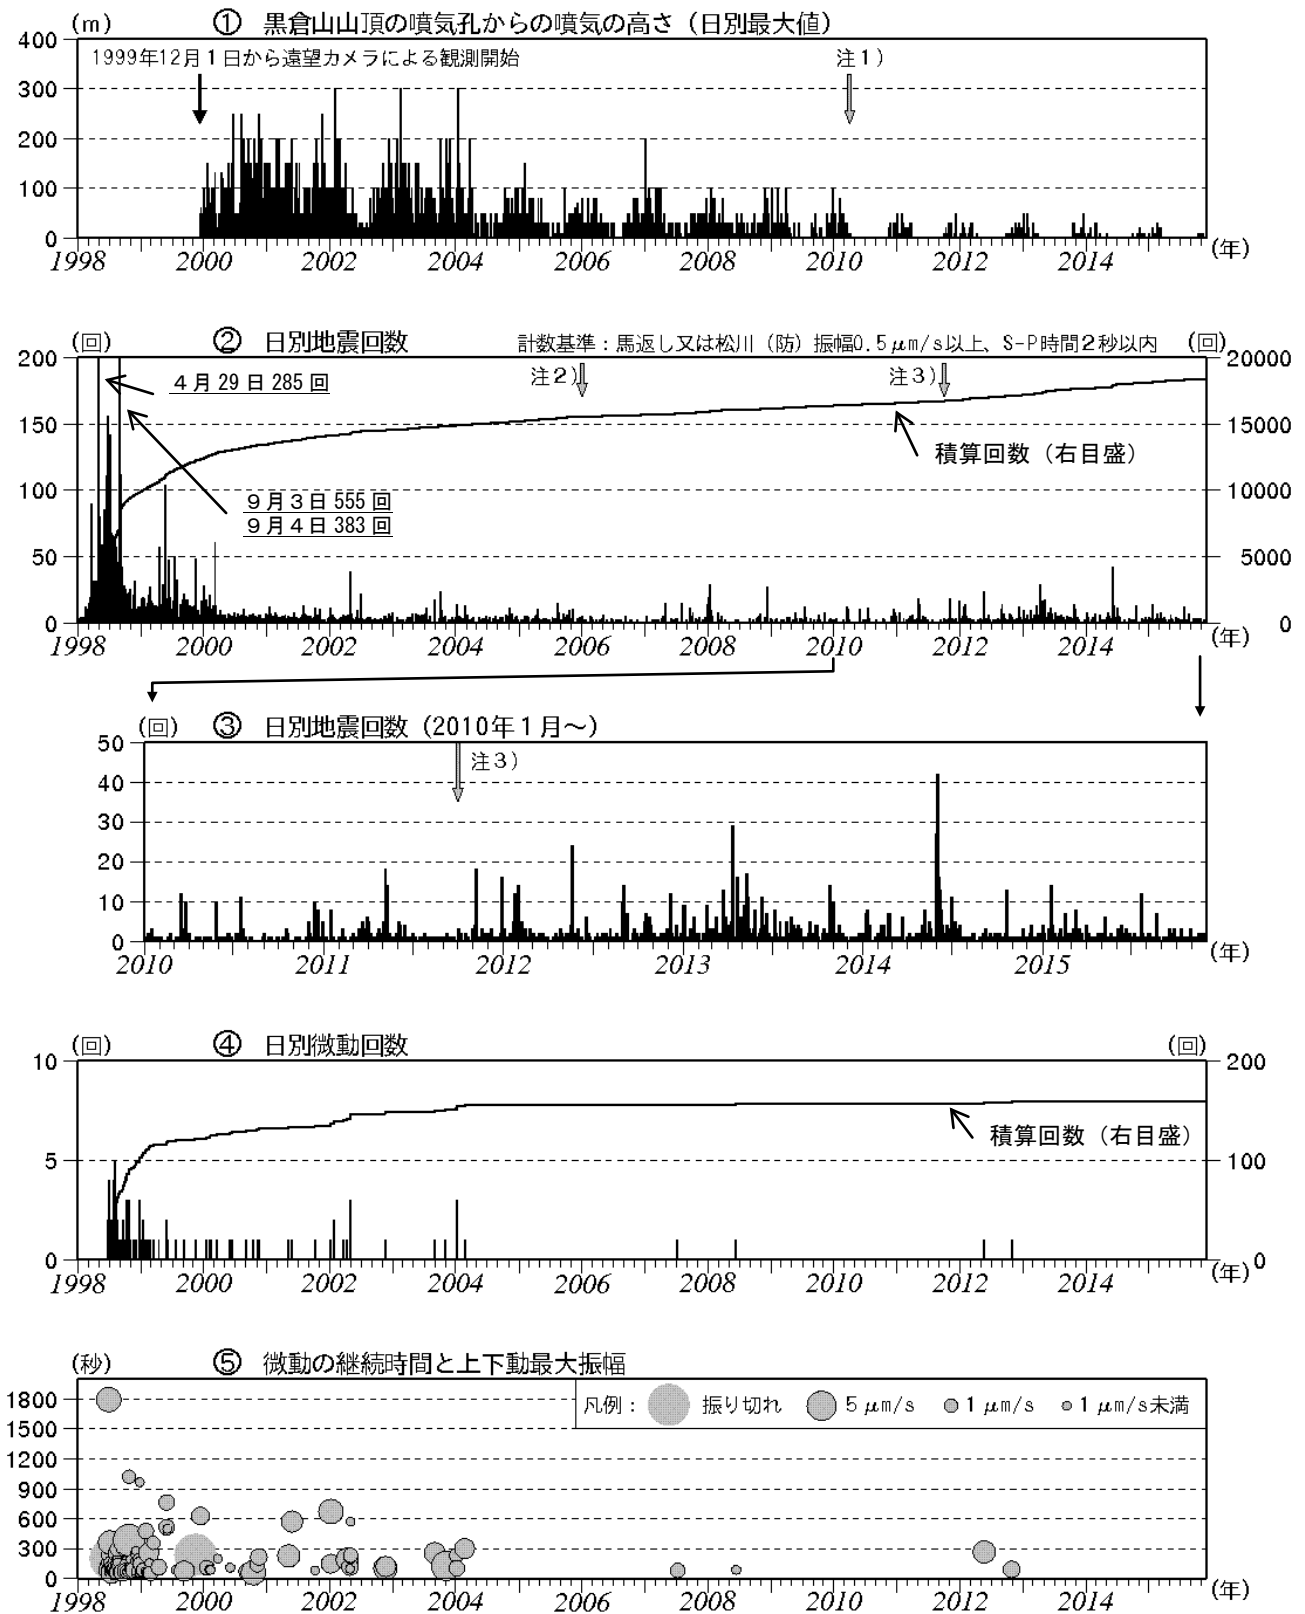 (m) ① 黒倉山山頂の噴気孔からの噴気の高さ（日別最大値）
400
1999年12月１日から遠望カメラによる観測開始 注1）
300
200
100
0
1998 2000 2002 2004 2006 2008 2010 2012 2014 (年)
(回) ② 日別地震回数 計数基準：馬返し又は松川（防）振幅0.5μm/s以上、S-P時間２秒以内 (回)
200 20000
４月29日285回 注２） 注３）
150 15000
積算回数（右目盛）
100 10000
９月３日555回
９月４日383回
50 5000
0 0
1998 2000 2002 2004 2006 2008 2010 2012 2014 (年)
(回) ③ 日別地震回数（2010年１月～）
50
注３）
40
30
20
10
0
2010 2011 2012 2013 2014 2015 (年)
(回) ④ 日別微動回数 (回)
10 200
積算回数（右目盛）
5 100
0 0
1998 2000 2002 2004 2006 2008 2010 2012 2014 (年)
(秒) ⑤ 微動の継続時間と上下動最大振幅
1800 凡例： 振り切れ 5μm/s 1μm/s 1μm/s未満
1500
1200
900
600
300
0
1998 2000 2002 2004 2006 2008 2010 2012 2014 (年)